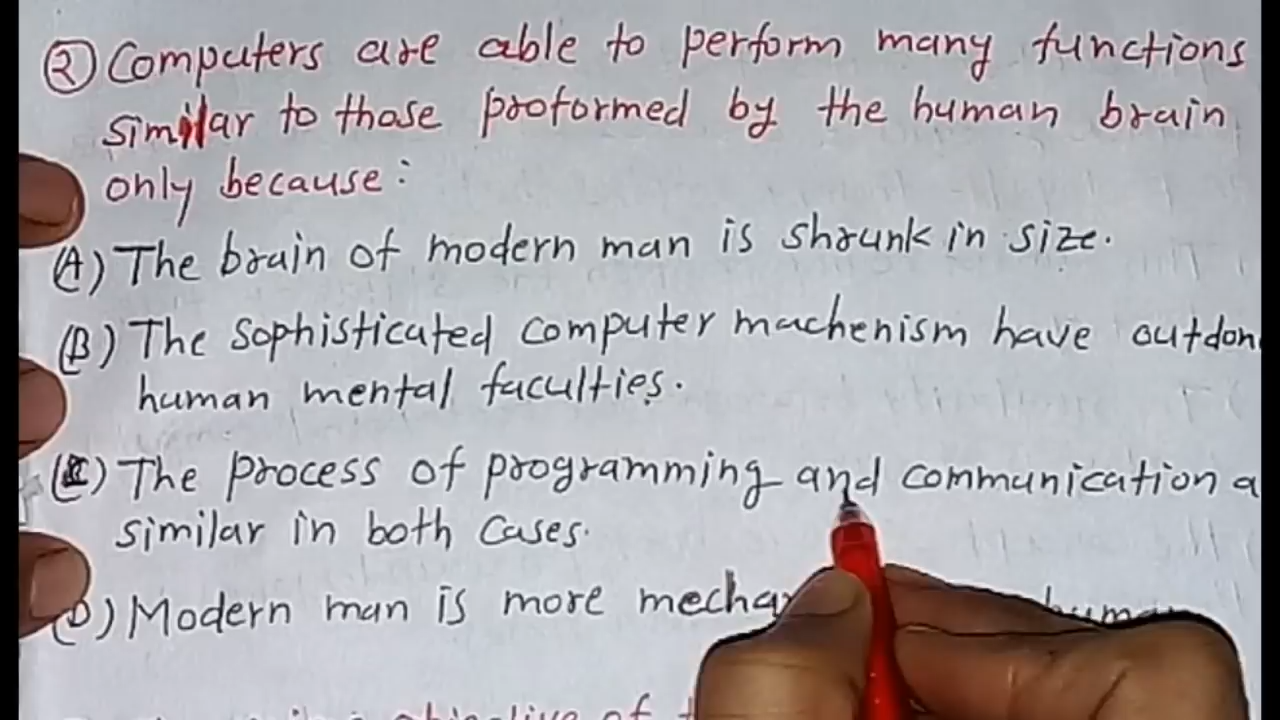 ② Computers are able to perform many functions
similar to those proformed by the human brain
only because:
(A) The brain of modern man is shrunk in size.
(B) The sophisticated computer machenism have outdon
human mental faculties.
(C) The process of programming and communication a
similar in both cases.
(D) Modern man is more
of